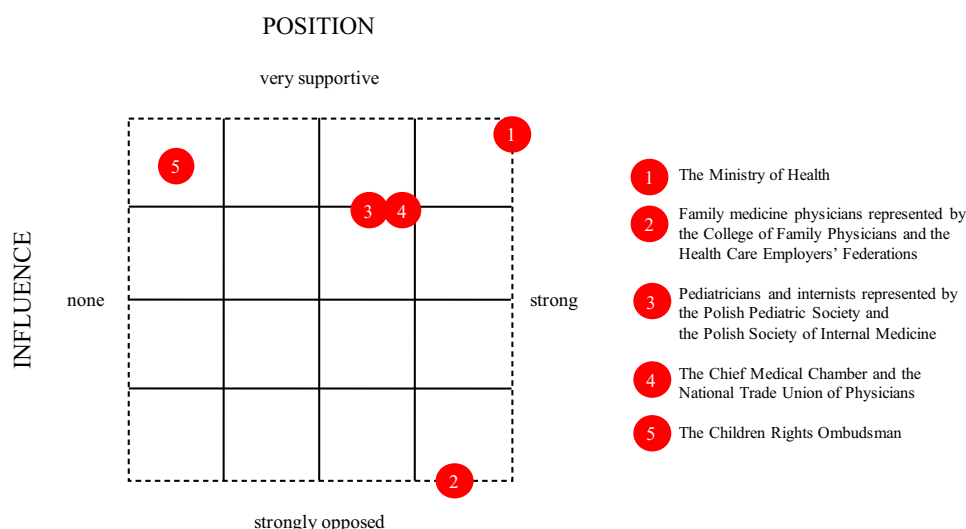 POSITION
very supportive
1
5
3
4
INFLUENCE
none
strong
2
strongly opposed
1 The Ministry of Health
2 Family medicine physicians represented by
the College of Family Physicians and the
Health Care Employers’ Federations
3 Pediatricians and internists represented by
the Polish Pediatric Society and
the Polish Society of Internal Medicine
4 The Chief Medical Chamber and the
National Trade Union of Physicians
5 The Children Rights Ombudsman